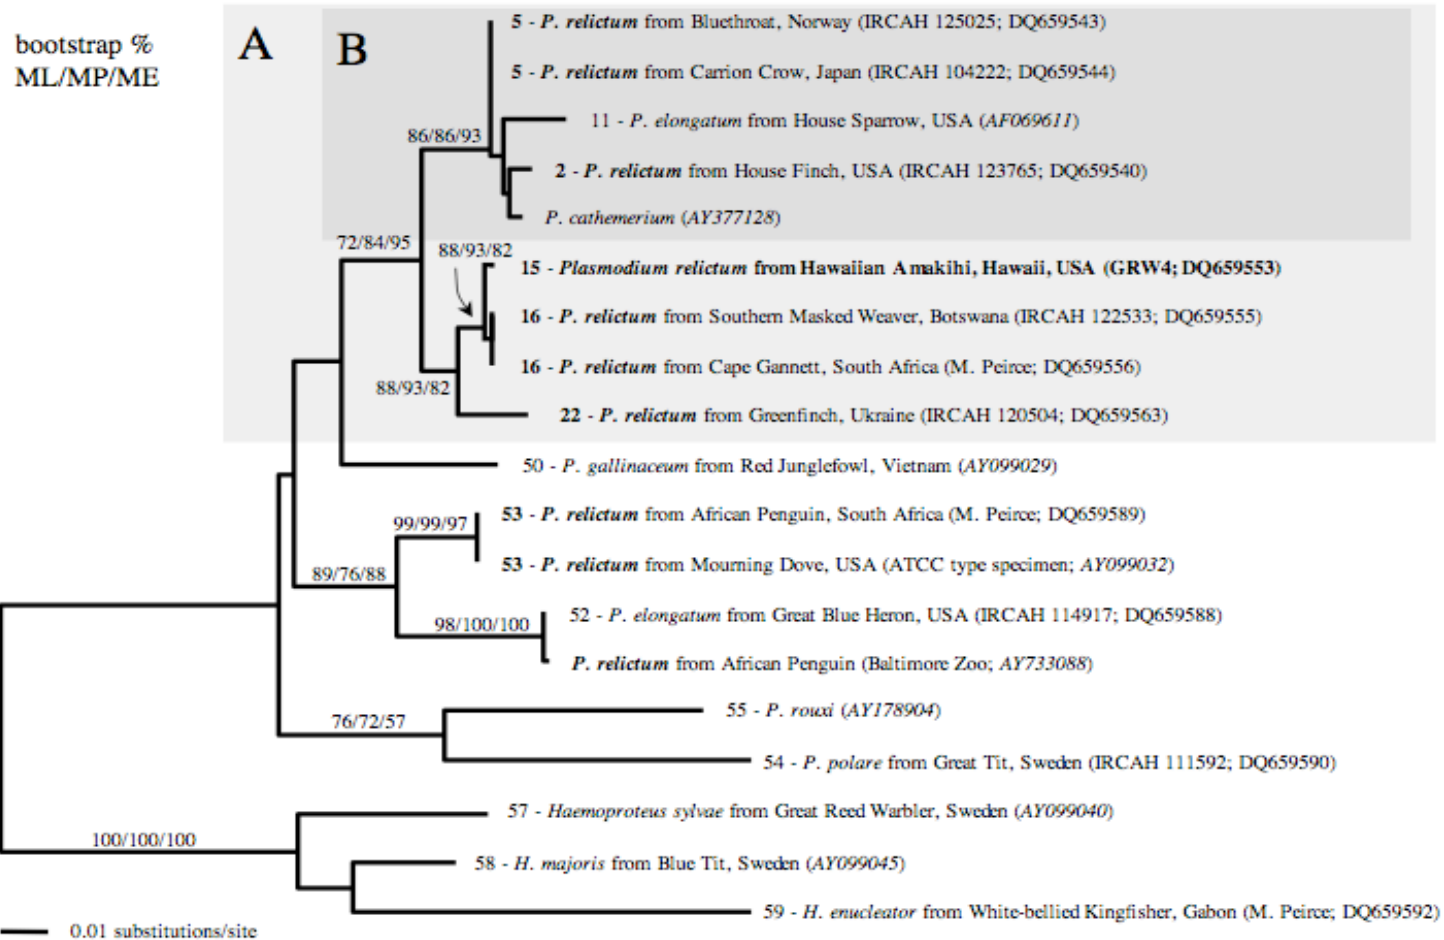 bootstrap %
ML/MP/ME
A
B
5 - P. relictum from Bluethroat, Norway (IRCAH 125025; DQ659543)
5 - P. relictum from Carrion Crow, Japan (IRCAH 104222; DQ659544)
11 - P. elongatum from House Sparrow, USA (AF069611)
86/86/93
2 - P. relictum from House Finch, USA (IRCAH 123765; DQ659540)
P. cathemerium (AY377128)
72/84/95
88/93/82
15 - Plasmodium relictum from Hawaiian Amakihi, Hawaii, USA (GRW4; DQ659553)
16 - P. relictum from Southern Masked Weaver, Botswana (IRCAH 122533; DQ659555)
16 - P. relictum from Cape Gannett, South Africa (M. Peirce; DQ659556)
88/93/82
22 - P. relictum from Greenfinch, Ukraine (IRCAH 120504; DQ659563)
50 - P. gallinaceum from Red Junglefowl, Vietnam (AY099029)
53 - P. relictum from African Penguin, South Africa (M. Peirce; DQ659589)
99/99/97
53 - P. relictum from Mourning Dove, USA (ATCC type specimen; AY099032)
89/76/88
52 - P. elongatum from Great Blue Heron, USA (IRCAH 114917; DQ659588)
98/100/100
P. relictum from African Penguin (Baltimore Zoo; AY733088)
55 - P. rouxi (AY178904)
76/72/57
54 - P. polare from Great Tit, Sweden (IRCAH 111592; DQ659590)
57 - Haemoproteus sylvae from Great Reed Warbler, Sweden (AY099040)
100/100/100
58 - H. majoris from Blue Tit, Sweden (AY099045)
59 - H. enucleator from White-bellied Kingfisher, Gabon (M. Peirce; DQ659592)
0.01 substitutions/site